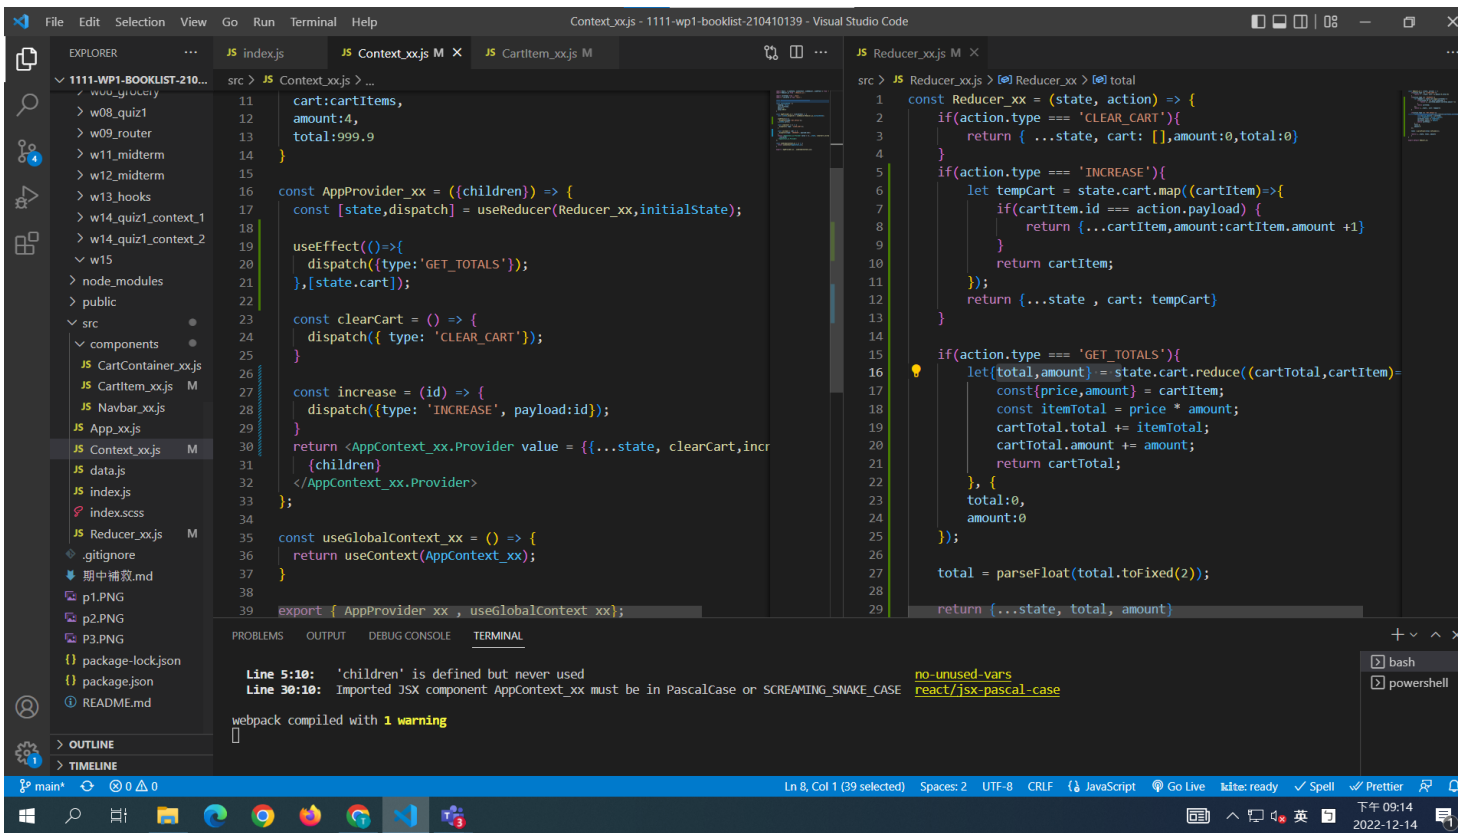 File Edit Selection View Go Run Terminal Help
Context_xx.js - 1111-wp1-booklist-210410139 - Visual Studio Code
EXPLORER
1111-WP1-BOOKLIST-210...
w06_grocery
w08_quiz1
w09_router
w11_midterm
w12_midterm
w13_hooks
w14_quiz1_context_1
w14_quiz1_context_2
w15
node_modules
public
src
components
JS CartContainer_xx.js
JS CartItem_xx.js M
JS Navbar_xx.js
JS App_xx.js
JS Context_xx.js M
JS data.js
JS index.js
index.scss
JS Reducer_xx.js M
.gitignore
期中補救.md
p1.PNG
p2.PNG
P3.PNG
{} package-lock.json
{} package.json
README.md
OUTLINE
TIMELINE
JS index.js JS Context_xx.js M JS CartItem_xx.js M
src > JS Context_xx.js > ...
11 cart:cartItems,
12 amount:4,
13 total:999.9
14 }
15
16 const AppProvider_xx = ({children}) => {
17 const [state,dispatch] = useReducer(Reducer_xx,initialState);
18
19 useEffect(()=>{
20 dispatch({type:'GET_TOTALS'});
21 },[state.cart]);
22
23 const clearCart = () => {
24 dispatch({ type: 'CLEAR_CART'});
25 }
26
27 const increase = (id) => {
28 dispatch({type: 'INCREASE', payload:id});
29 }
30 return <AppContext_xx.Provider value = {{...state, clearCart,incr
31 {children}
32 </AppContext_xx.Provider>
33 };
34
35 const useGlobalContext_xx = () => {
36 return useContext(AppContext_xx);
37 }
38
39 export { AppProvider_xx , useGlobalContext_xx};
JS Reducer_xx.js M
src > JS Reducer_xx.js > Reducer_xx > total
1 const Reducer_xx = (state, action) => {
2 if(action.type === 'CLEAR_CART'){
3 return { ...state, cart: [],amount:0,total:0}
4 }
5 if(action.type === 'INCREASE'){
6 let tempCart = state.cart.map((cartItem)=>{
7 if(cartItem.id === action.payload) {
8 return {...cartItem,amount:cartItem.amount +1}
9 }
10 return cartItem;
11 });
12 return {...state , cart: tempCart}
13 }
14
15 if(action.type === 'GET_TOTALS'){
16 let{total,amount} = state.cart.reduce((cartTotal,cartItem)=
17 const{price,amount} = cartItem;
18 const itemTotal = price * amount;
19 cartTotal.total += itemTotal;
20 cartTotal.amount += amount;
21 return cartTotal;
22 }, {
23 total:0,
24 amount:0
25 });
26
27 total = parseFloat(total.toFixed(2));
28
29 return {...state, total, amount}
PROBLEMS OUTPUT DEBUG CONSOLE TERMINAL
Line 5:10: 'children' is defined but never used no-unused-vars
Line 30:10: Imported JSX component AppContext_xx must be in PascalCase or SCREAMING_SNAKE_CASE react/jsx-pascal-case
webpack compiled with 1 warning
bash
powershell
main* 0 0 Ln 8, Col 1 (39 selected) Spaces: 2 UTF-8 CRLF JavaScript Go Live kite: ready Spell Prettier
英
下午 09:14
2022-12-14